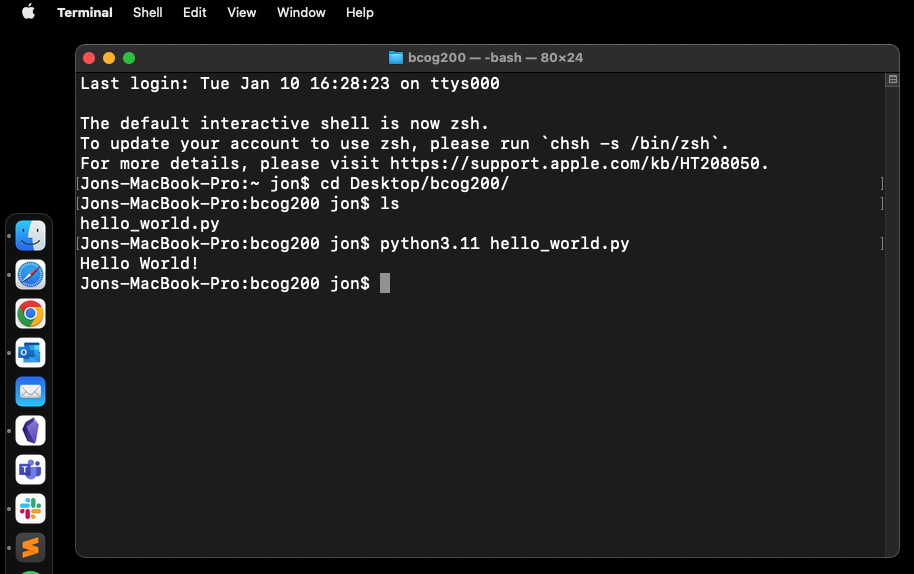 Terminal Shell Edit View Window Help
bcog200 — -bash — 80×24
Last login: Tue Jan 10 16:28:23 on ttys000
The default interactive shell is now zsh.
To update your account to use zsh, please run `chsh -s /bin/zsh`.
For more details, please visit https://support.apple.com/kb/HT208050.
[Jons-MacBook-Pro:~ jon$ cd Desktop/bcog200/ ]
[Jons-MacBook-Pro:bcog200 jon$ ls ]
hello_world.py
[Jons-MacBook-Pro:bcog200 jon$ python3.11 hello_world.py ]
Hello World!
Jons-MacBook-Pro:bcog200 jon$